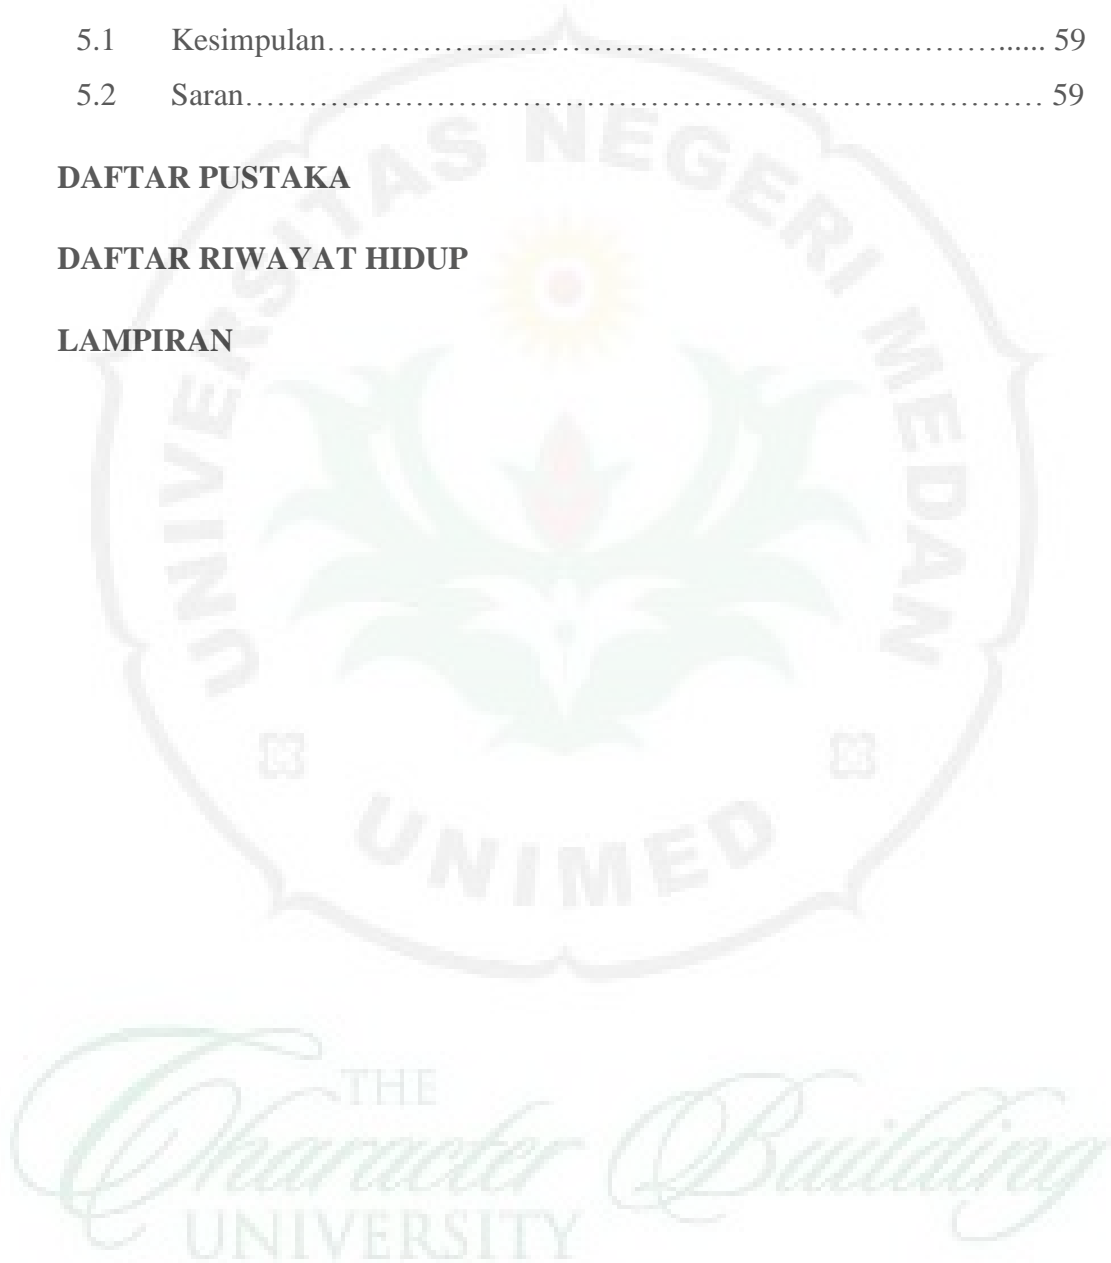 5.1 Kesimpulan…………………………………………………………...... 59
5.2 Saran………………………………………………………………… 59
DAFTAR PUSTAKA
DAFTAR RIWAYAT HIDUP
LAMPIRAN
UNIVERSITAS NEGERI MEDAN
UNIMED
THE
Character Building
UNIVERSITY